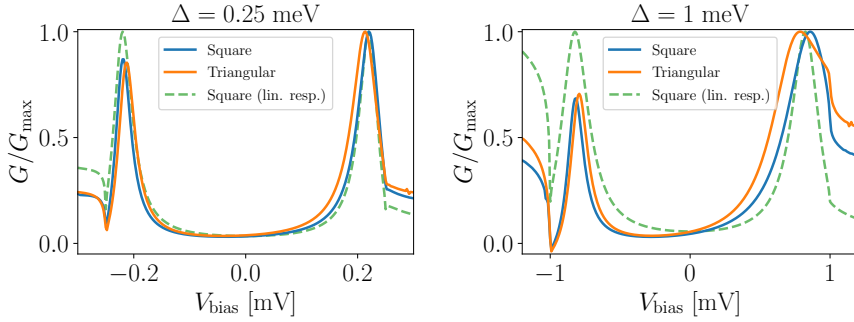 Δ = 0.25 meV
1.0
0.5
0.0
G/G_max
Square
Triangular
Square (lin. resp.)
−0.2
0.0
0.2
V_bias [mV]
Δ = 1 meV
1.0
0.5
0.0
G/G_max
Square
Triangular
Square (lin. resp.)
−1
0
1
V_bias [mV]